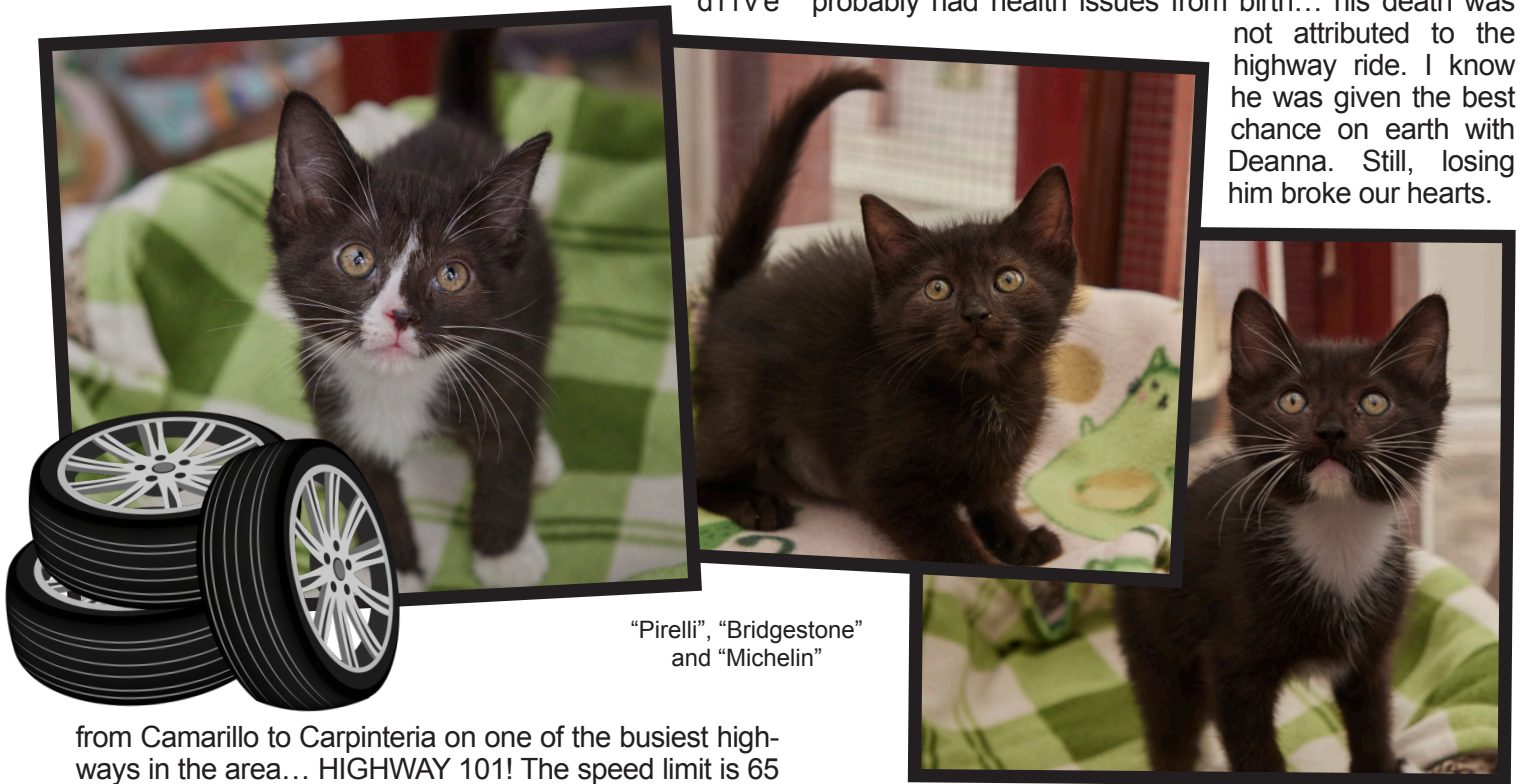 drive
from Camarillo to Carpinteria on one of the busiest high-
ways in the area… HIGHWAY 101! The speed limit is 65
probably had health issues from birth… his death was
not attributed to the
highway ride. I know
he was given the best
chance on earth with
Deanna. Still, losing
him broke our hearts.
“Pirelli”, “Bridgestone”
and “Michelin”